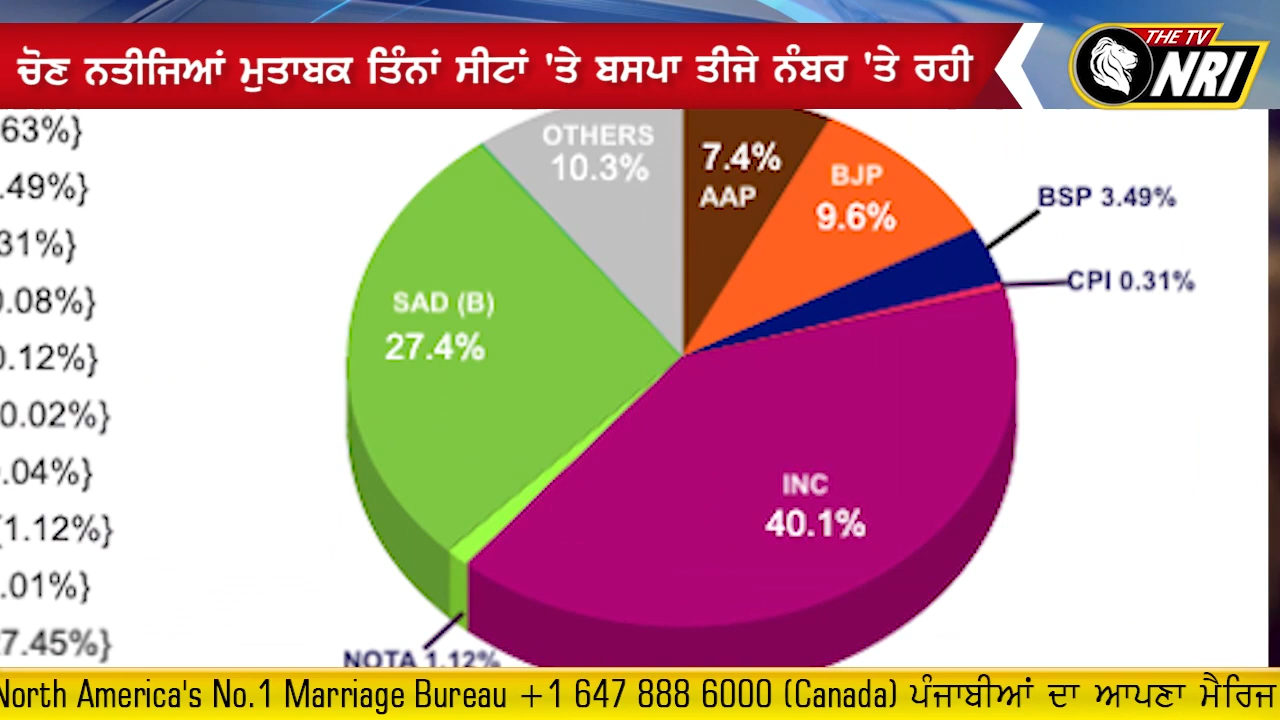 ਚੋਣ ਨਤੀਜਿਆਂ ਮੁਤਾਬਕ ਤਿੰਨਾਂ ਸੀਟਾਂ 'ਤੇ ਬਸਪਾ ਤੀਜੇ ਨੰਬਰ 'ਤੇ ਰਹੀ
THE TV
NRI
63%}
.49%}
31%}
0.08%}
0.12%}
0.02%}
.04%}
(1.12%}
.01%}
7.45%}
OTHERS
10.3%
7.4%
AAP
BJP
9.6%
BSP 3.49%
CPI 0.31%
SAD (B)
27.4%
INC
40.1%
NOTA 1.12%
North America's No.1 Marriage Bureau +1 647 888 6000 (Canada) ਪੰਜਾਬੀਆਂ ਦਾ ਆਪਣਾ ਮੈਰਿਜ